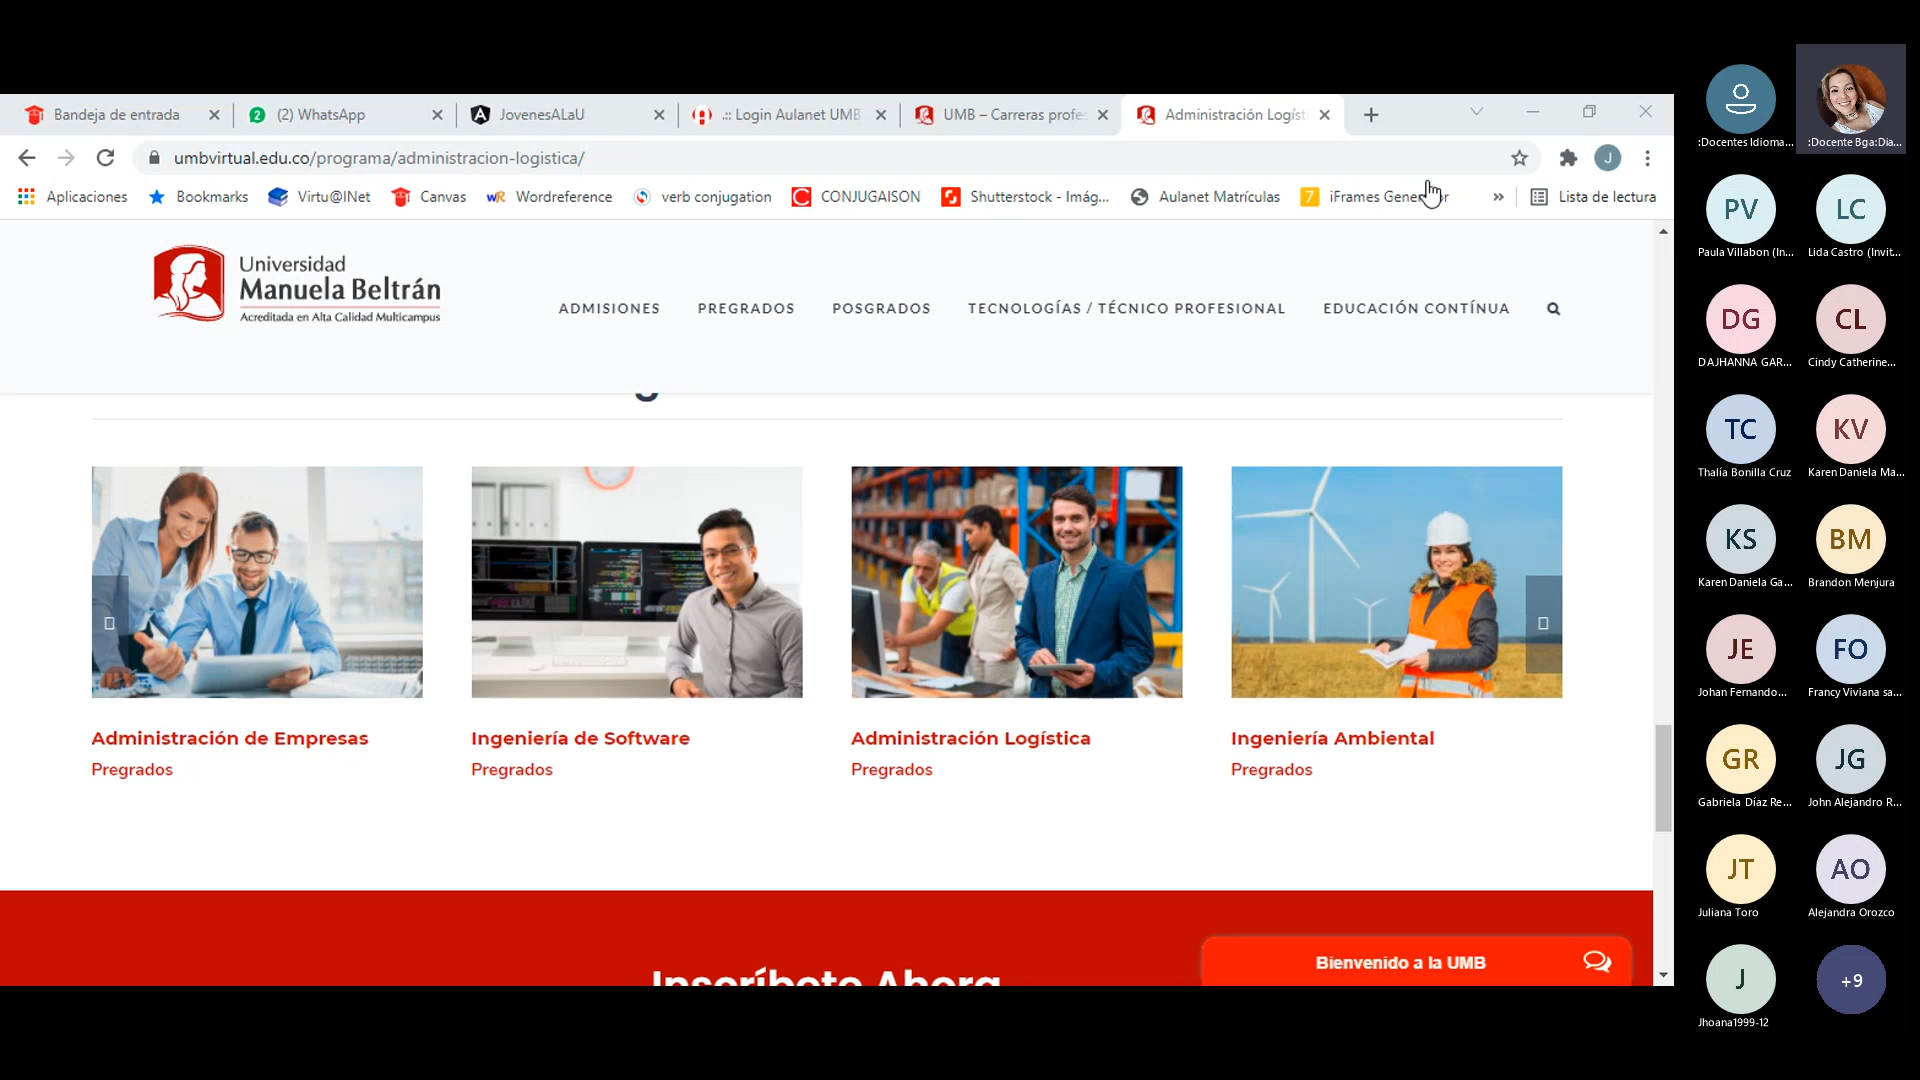 Bandeja de entrada
2 (2) WhatsApp
JovenesALaU
.:: Login Aulanet UMB
UMB – Carreras profes
Administración Logíst
umbvirtual.edu.co/programa/administracion-logistica/
J
Aplicaciones
Bookmarks
Virtu@lNet
Canvas
WR Wordreference
verb conjugation
C CONJUGAISON
Shutterstock - Imág...
Aulanet Matrículas
7 iFrames Generator
»
Lista de lectura
Universidad
Manuela Beltrán
Acreditada en Alta Calidad Multicampus
ADMISIONES
PREGRADOS
POSGRADOS
TECNOLOGÍAS / TÉCNICO PROFESIONAL
EDUCACIÓN CONTÍNUA
Administración de Empresas
Pregrados
Ingeniería de Software
Pregrados
Administración Logística
Pregrados
Ingeniería Ambiental
Pregrados
Inscríbete Ahora
Bienvenido a la UMB
:Docentes Idioma...
:Docente Bga:Dia...
PV
Paula Villabon (In...
LC
Lida Castro (Invit...
DG
DAJHANNA GAR...
CL
Cindy Catherine...
TC
Thalía Bonilla Cruz
KV
Karen Daniela Ma...
KS
Karen Daniela Ga...
BM
Brandon Menjura
JE
Johan Fernando...
FO
Francy Viviana sa...
GR
Gabriela Díaz Re...
JG
John Alejandro R...
JT
Juliana Toro
AO
Alejandra Orozco
J
Jhoana1999-12
+9